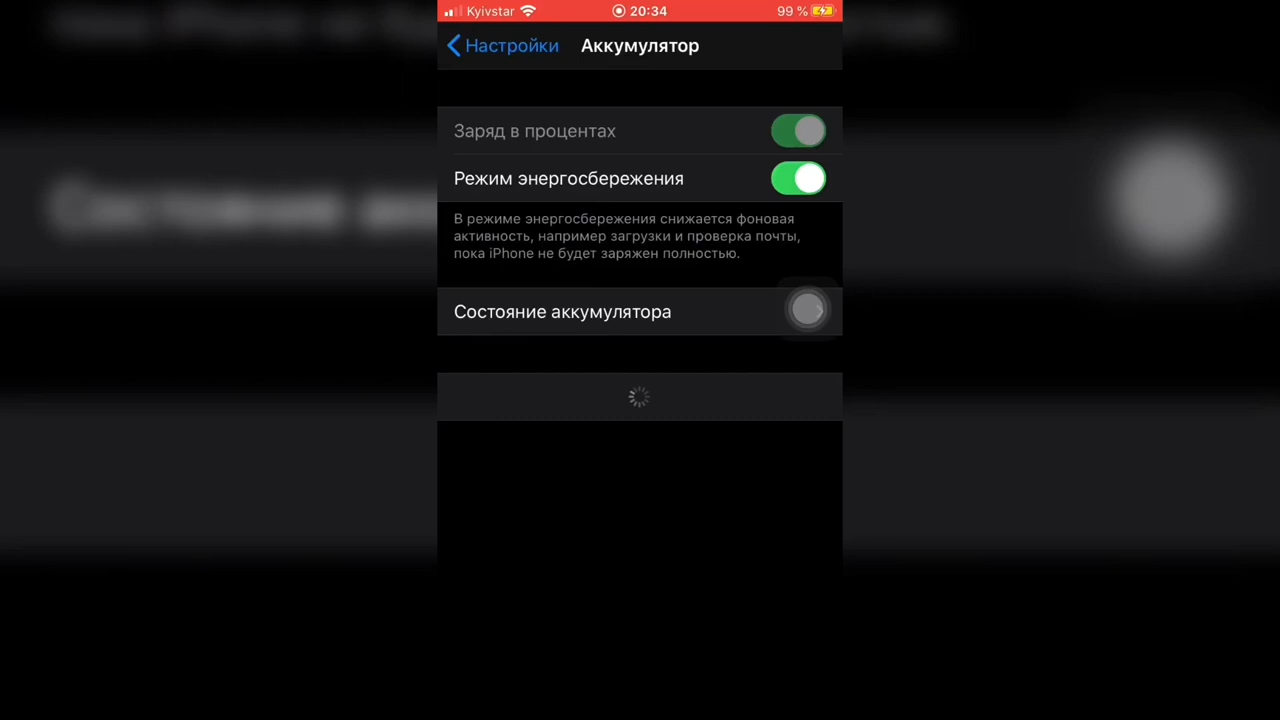 Kyivstar 20:34 99 %
Настройки Аккумулятор
Заряд в процентах
Режим энергосбережения
В режиме энергосбережения снижается фоновая
активность, например загрузки и проверка почты,
пока iPhone не будет заряжен полностью.
Состояние аккумулятора